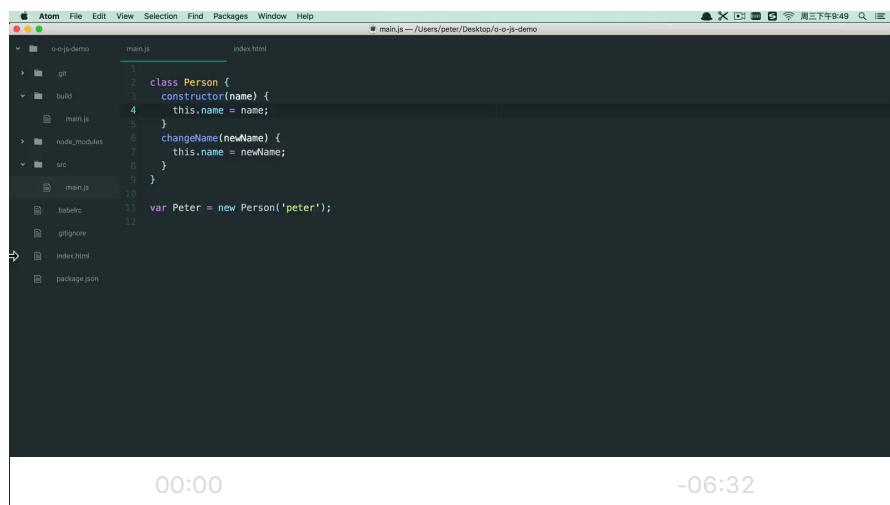 Atom File Edit View Selection Find Packages Window Help 周三下午9:49
main.js — /Users/peter/Desktop/o-o-js-demo
o-o-js-demo main.js index.html
.git
build
main.js
node_modules
src
main.js
.babelrc
.gitignore
index.html
package.json
1
2 class Person {
3 constructor(name) {
4 this.name = name;
5 }
6 changeName(newName) {
7 this.name = newName;
8 }
9 }
10
11 var Peter = new Person('peter');
12
00:00 -06:32